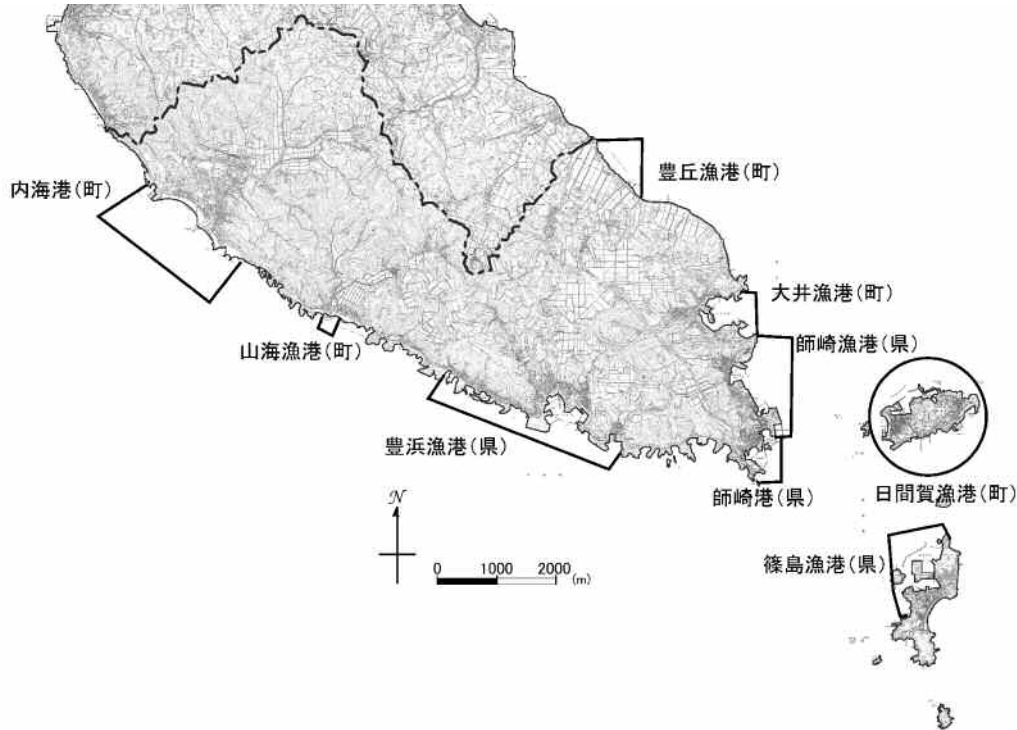 豊丘漁港(町)
内海港(町)
大井漁港(町)
師崎漁港(県)
山海漁港(町)
豊浜漁港(県)
師崎港(県)
日間賀漁港(町)
篠島漁港(県)
N
0 1000 2000
(m)